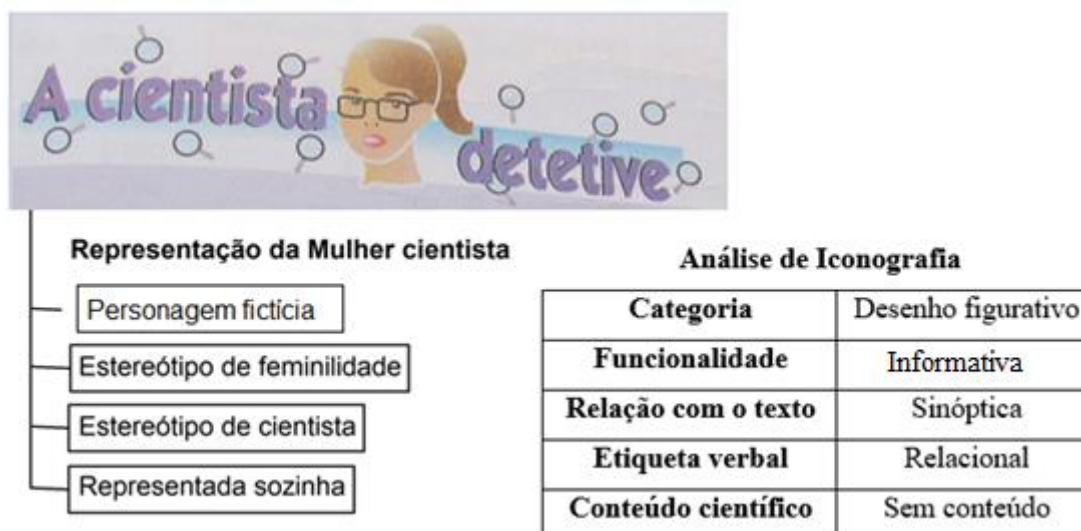 A cientista
detetive
Representação da Mulher cientista
Personagem fictícia
Estereótipo de feminilidade
Estereótipo de cientista
Representada sozinha
Análise de Iconografia
Categoria Desenho figurativo
Funcionalidade Informativa
Relação com o texto Sinóptica
Etiqueta verbal Relacional
Conteúdo científico Sem conteúdo